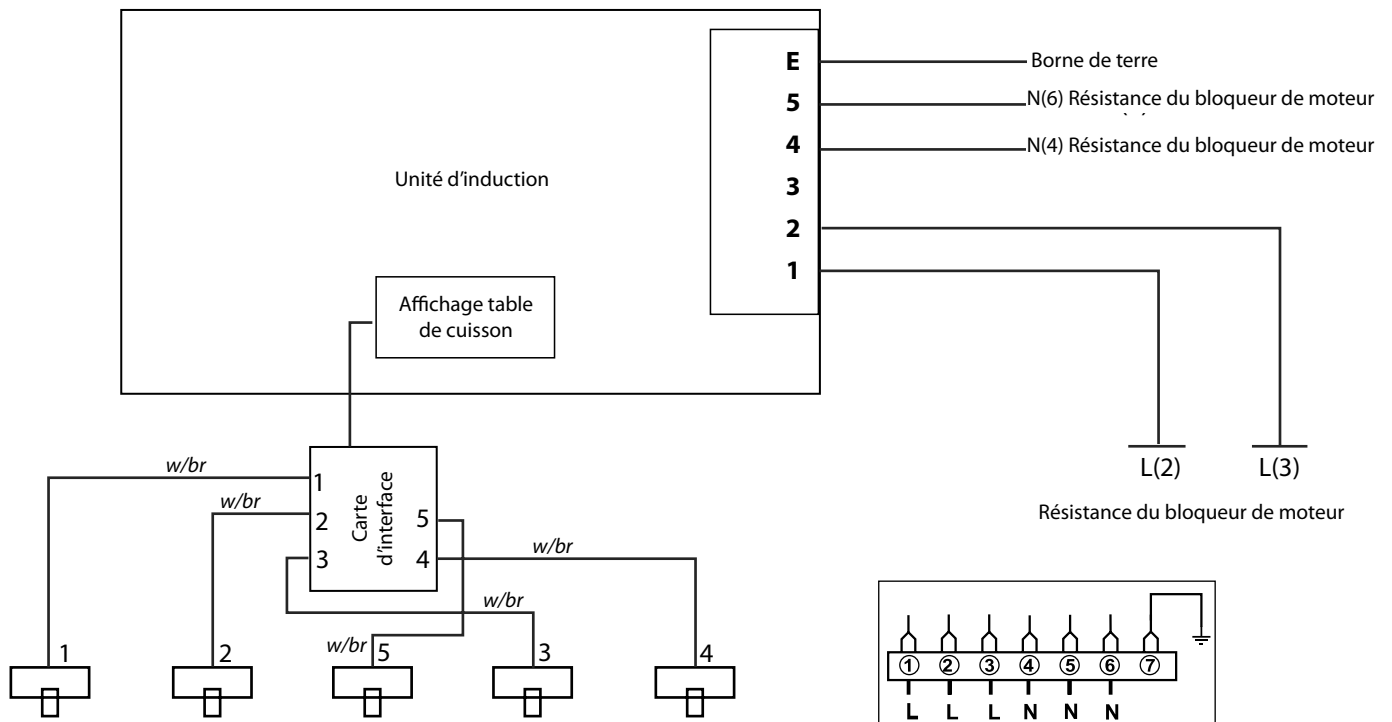 E
Borne de terre
5
N(6) Résistance du bloqueur de moteur
4
N(4) Résistance du bloqueur de moteur
3
2
1
Unité d’induction
Affichage table
de cuisson
L(2)
L(3)
Résistance du bloqueur de moteur
w/br
w/br
1
2
3
Carte
d’interface
5
4
w/br
w/br
w/br
1
2
5
3
4
1 2 3 4 5 6 7
L L L N N N